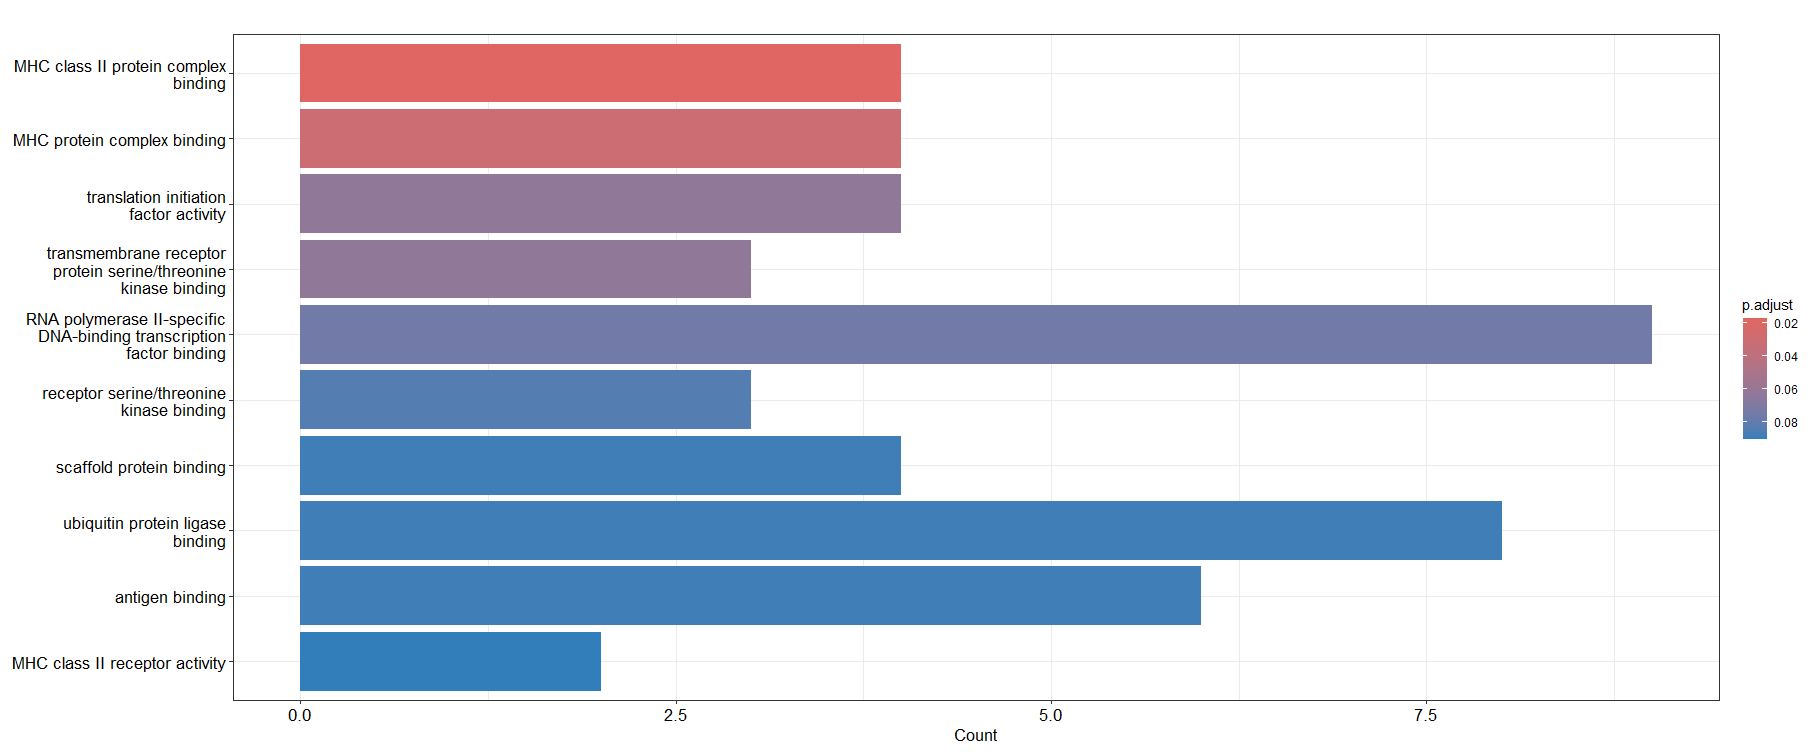 MHC class II protein complex
binding
MHC protein complex binding
translation initiation
factor activity
transmembrane receptor
protein serine/threonine
kinase binding
RNA polymerase II-specific
DNA-binding transcription
factor binding
receptor serine/threonine
kinase binding
scaffold protein binding
ubiquitin protein ligase
binding
antigen binding
MHC class II receptor activity
0.0
2.5
5.0
7.5
Count
p.adjust
0.02
0.04
0.06
0.08